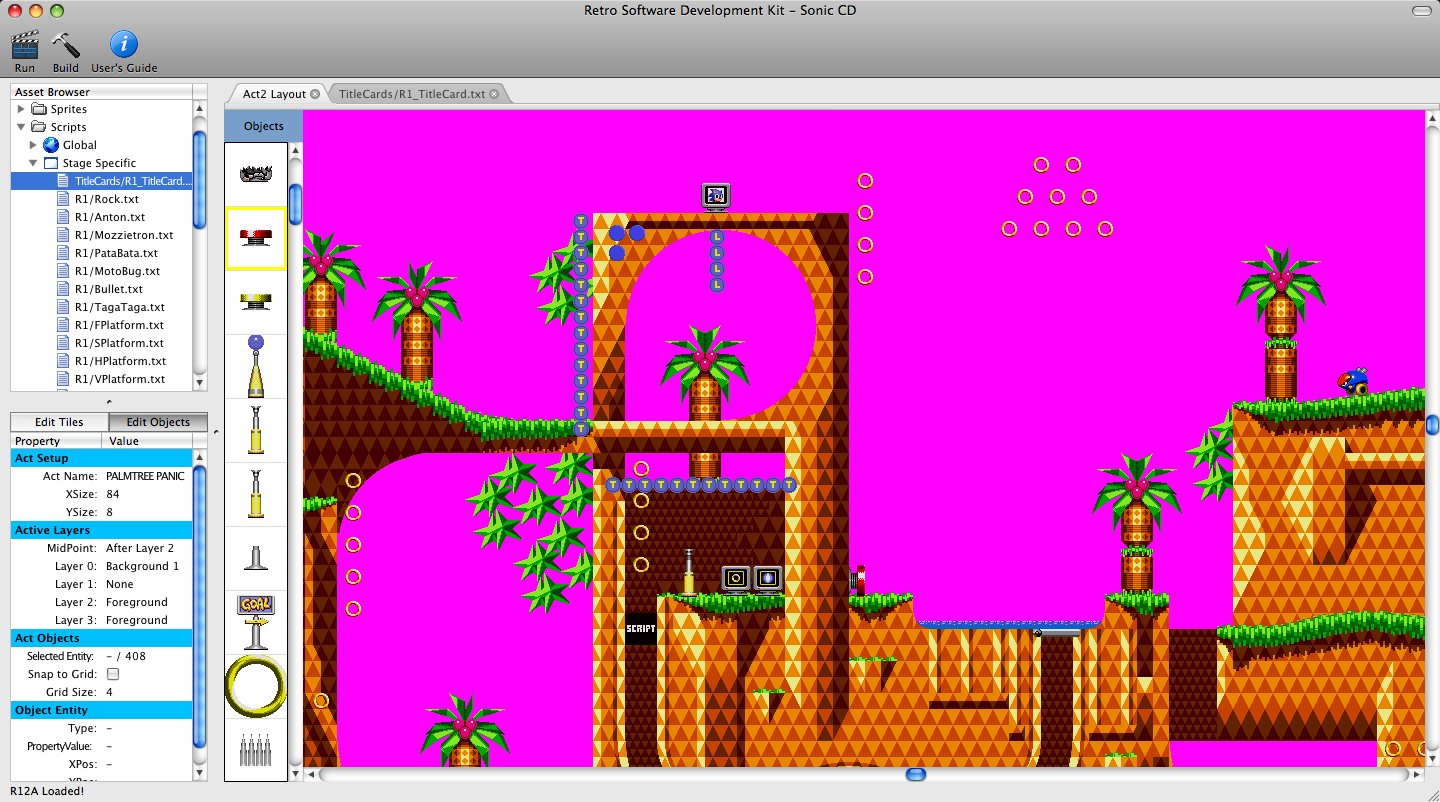 Retro Software Development Kit – Sonic CD
Run Build User's Guide
Asset Browser
Sprites
Scripts
Global
Stage Specific
TitleCards/R1_TitleCard....
R1/Rock.txt
R1/Anton.txt
R1/Mozzietron.txt
R1/PataBata.txt
R1/MotoBug.txt
R1/Bullet.txt
R1/TagaTaga.txt
R1/FPlatform.txt
R1/SPlatform.txt
R1/HPlatform.txt
R1/VPlatform.txt
Edit Tiles Edit Objects
Property Value
Act Setup
Act Name: PALMTREE PANIC
XSize: 84
YSize: 8
Active Layers
MidPoint: After Layer 2
Layer 0: Background 1
Layer 1: None
Layer 2: Foreground
Layer 3: Foreground
Act Objects
Selected Entity: – / 408
Snap to Grid:
Grid Size: 4
Object Entity
Type: –
PropertyValue: –
XPos: –
R12A Loaded!
Act2 Layout
TitleCards/R1_TitleCard.txt
Objects
GOAL
T
T
T
T
T
T
T
T
T
T
T
T
T
T
L
L
L
L
T T T T T T T T T T T T
SCRIPT